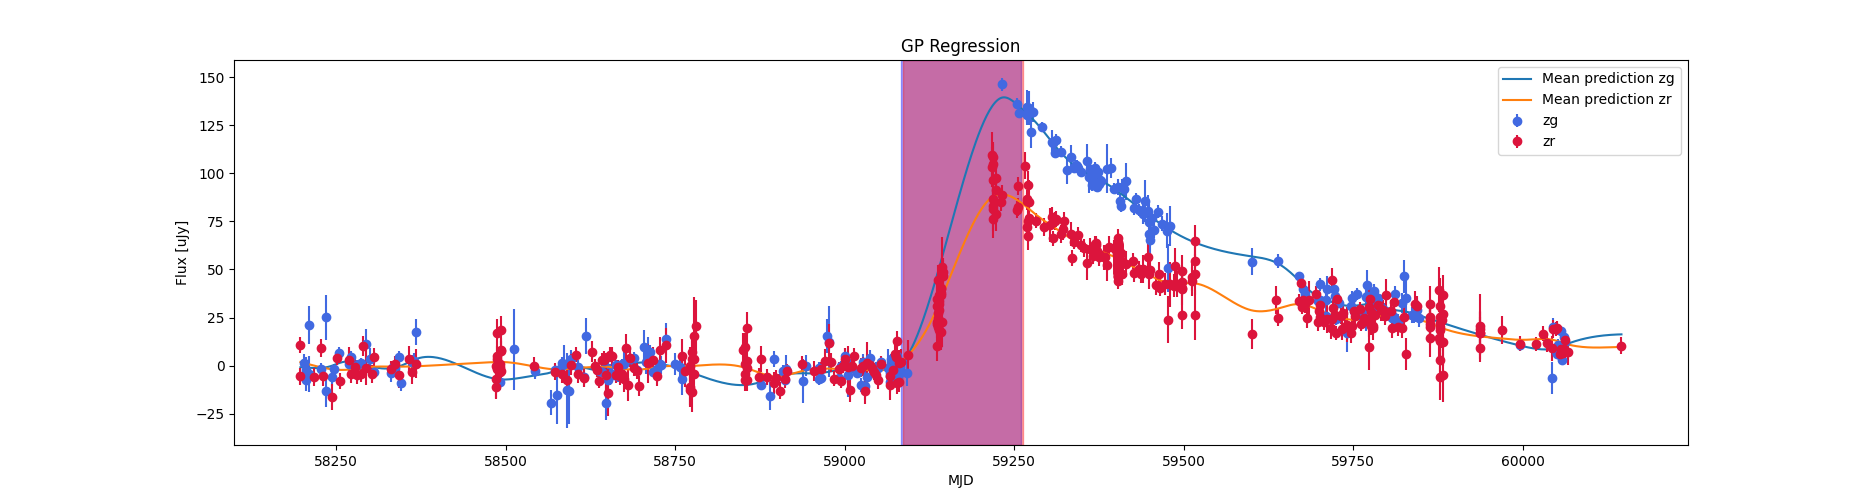 GP Regression
Flux [uJy]
150
125
100
75
50
25
0
−25
Mean prediction zg
Mean prediction zr
zg
zr
58250
58500
58750
59000
59250
59500
59750
60000
MJD